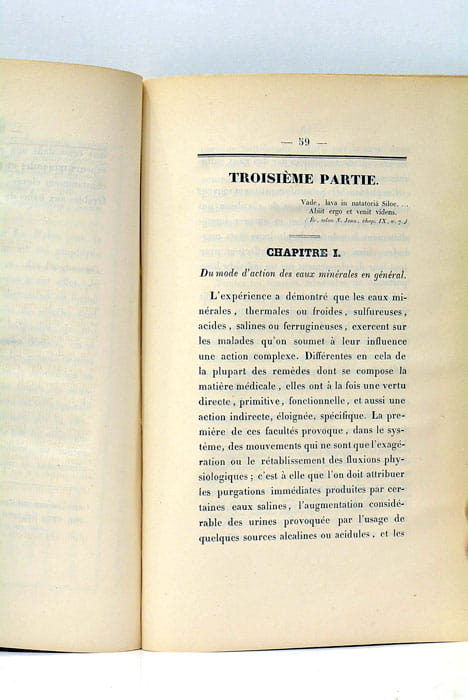 — 59 —
TROISIÈME PARTIE.
Vade, lava in natatoriâ Siloe....
Abiit ergo et venit videns.
( Ev. selon S. Jean, chap. IX, v. 7.)
CHAPITRE I.
Du mode d'action des eaux minérales en général.
L'expérience a démontré que les eaux mi-
nérales, thermales ou froides, sulfureuses,
acides, salines ou ferrugineuses, exercent sur
les malades qu'on soumet à leur influence
une action complexe. Différentes en cela de
la plupart des remèdes dont se compose la
matière médicale, elles ont à la fois une vertu
directe, primitive, fonctionnelle, et aussi une
action indirecte, éloignée, spécifique. La pre-
mière de ces facultés provoque, dans le sys-
tème, des mouvements qui ne sont que l'exagé-
ration ou le rétablissement des fluxions phy-
siologiques; c'est à elle que l'on doit attribuer
les purgations immédiates produites par cer-
taines eaux salines, l'augmentation considé-
rable des urines provoquée par l'usage de
quelques sources alcalines ou acidules, et les